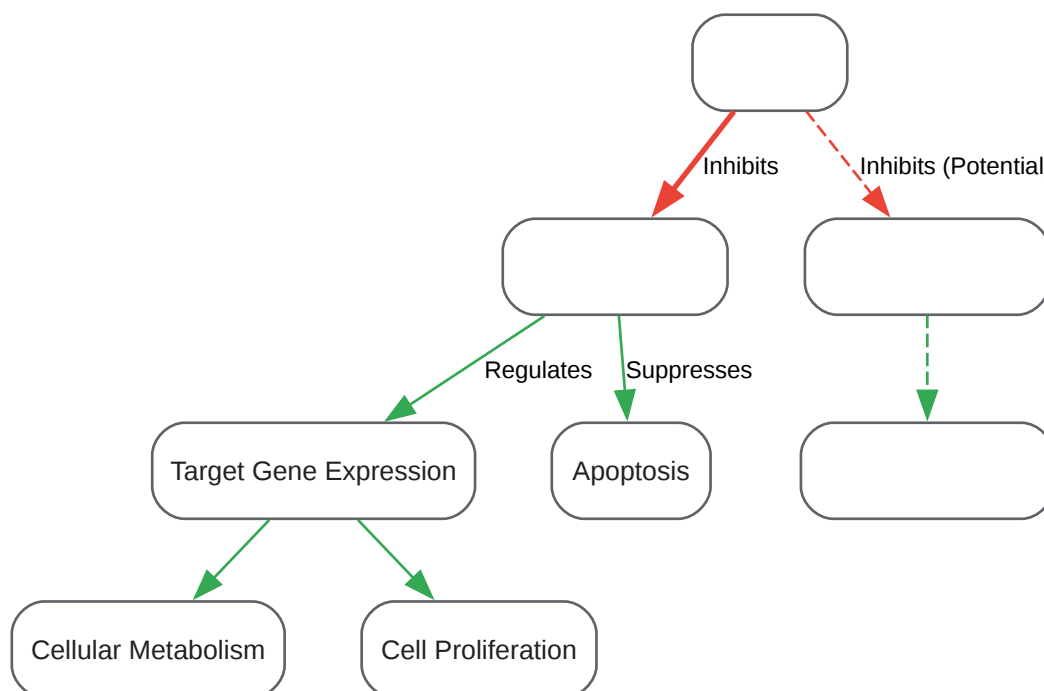 Inhibits
Inhibits (Potential
Regulates
Suppresses
Target Gene Expression
Apoptosis
Cellular Metabolism
Cell Proliferation